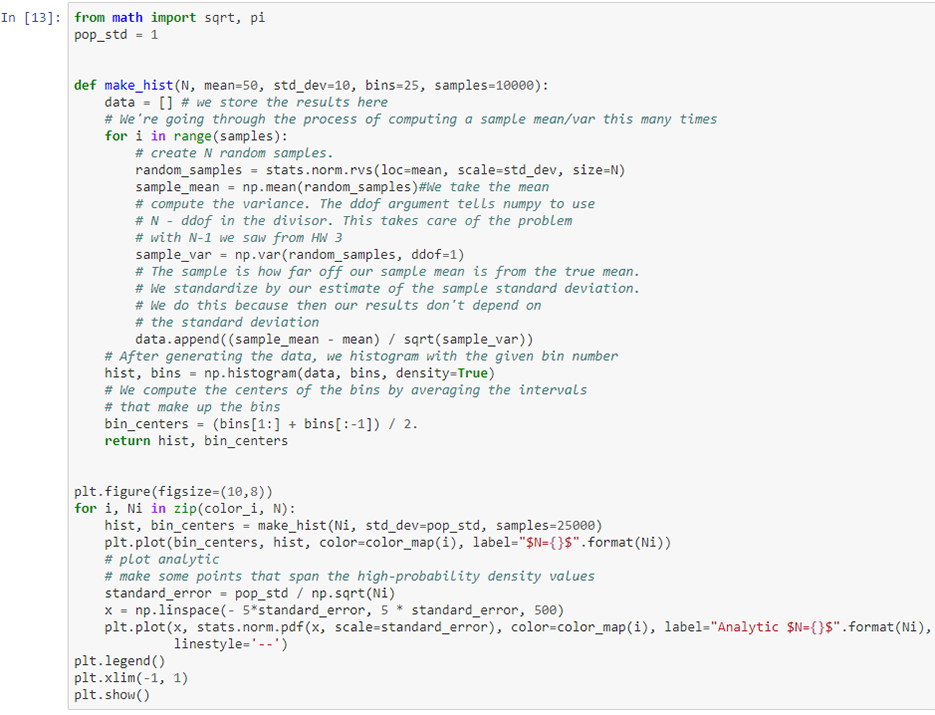 In [13]: from math import sqrt, pi
pop_std = 1
def make_hist(N, mean=50, std_dev=10, bins=25, samples=10000):
    data = [] # we store the results here
    # We're going through the process of computing a sample mean/var this many times
    for i in range(samples):
        # create N random samples.
        random_samples = stats.norm.rvs(loc=mean, scale=std_dev, size=N)
        sample_mean = np.mean(random_samples)#We take the mean
        # compute the variance. The ddof argument tells numpy to use
        # N - ddof in the divisor. This takes care of the problem
        # with N-1 we saw from HW 3
        sample_var = np.var(random_samples, ddof=1)
        # The sample is how far off our sample mean is from the true mean.
        # We standardize by our estimate of the sample standard deviation.
        # We do this because then our results don't depend on
        # the standard deviation
        data.append((sample_mean - mean) / sqrt(sample_var))
    # After generating the data, we histogram with the given bin number
    hist, bins = np.histogram(data, bins, density=True)
    # We compute the centers of the bins by averaging the intervals
    # that make up the bins
    bin_centers = (bins[1:] + bins[:-1]) / 2.
    return hist, bin_centers
plt.figure(figsize=(10,8))
for i, Ni in zip(color_i, N):
    hist, bin_centers = make_hist(Ni, std_dev=pop_std, samples=25000)
    plt.plot(bin_centers, hist, color=color_map(i), label="$N={}$".format(Ni))
    # plot analytic
    # make some points that span the high-probability density values
    standard_error = pop_std / np.sqrt(Ni)
    x = np.linspace(- 5*standard_error, 5 * standard_error, 500)
    plt.plot(x, stats.norm.pdf(x, scale=standard_error), color=color_map(i), label="Analytic $N={}$".format(Ni),
             linestyle='--')
plt.legend()
plt.xlim(-1, 1)
plt.show()